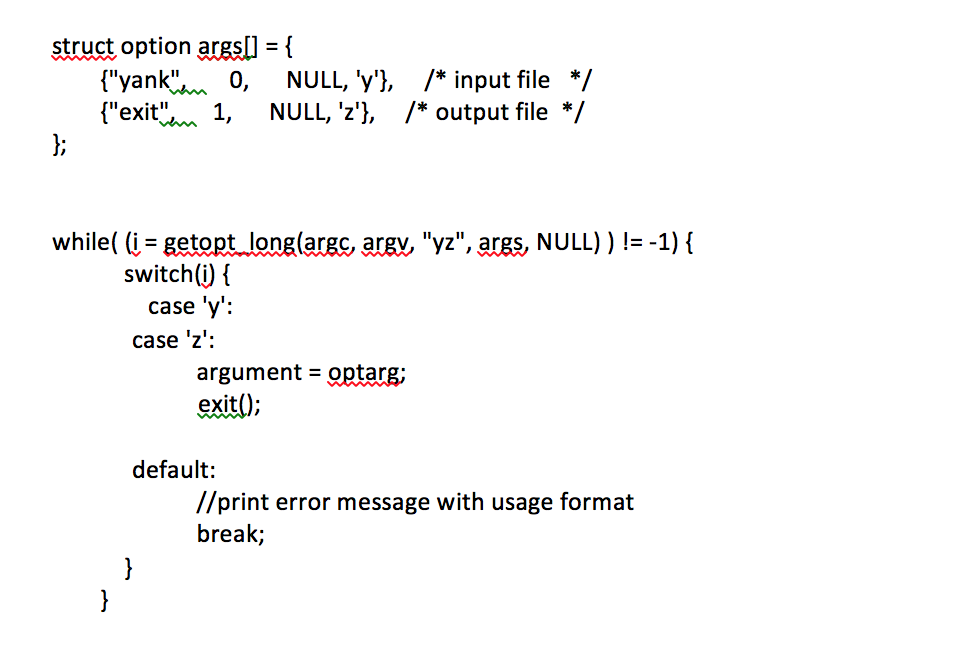 struct option args[] = {
{"yank", 0, NULL, 'y'}, /* input file */
{"exit", 1, NULL, 'z'}, /* output file */
};
while( (i = getopt_long(argc, argv, "yz", args, NULL) ) != -1) {
switch(i) {
case 'y':
case 'z':
argument = optarg;
exit();
default:
//print error message with usage format
break;
}
}